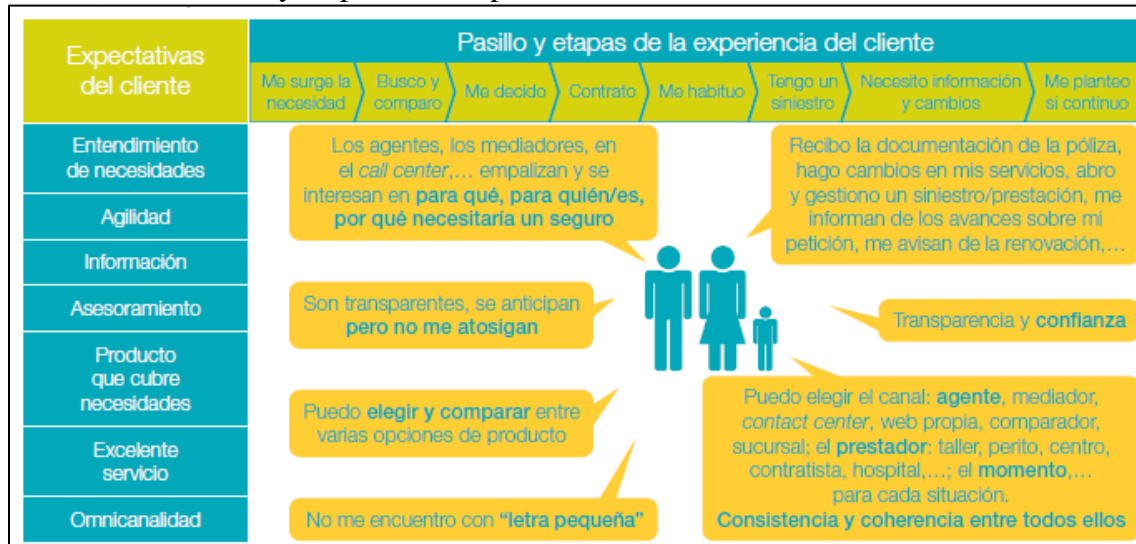 Expectativas
del cliente
Pasillo y etapas de la experiencia del cliente
Me surge la
necesidad
Busco y
comparo
Me decido
Contrato
Me habituo
Tengo un
siniestro
Necesito información
y cambios
Me planteo
si continuo
Entendimiento
de necesidades
Agilidad
Información
Asesoramiento
Producto
que cubre
necesidades
Excelente
servicio
Omnicanalidad
Los agentes, los mediadores, en
el call center,... empalizan y se
interesan en para qué, para quién/es,
por qué necesitaría un seguro
Recibo la documentación de la póliza,
hago cambios en mis servicios, abro
y gestiono un siniestro/prestación, me
informan de los avances sobre mi
petición, me avisan de la renovación,...
Son transparentes, se anticipan
pero no me atosigan
Transparencia y confianza
Puedo elegir y comparar entre
varias opciones de producto
Puedo elegir el canal: agente, mediador,
contact center, web propia, comparador,
sucursal; el prestador: taller, perito, centro,
contratista, hospital,...; el momento,...
para cada situación.
Consistencia y coherencia entre todos ellos
No me encuentro con “letra pequeña”